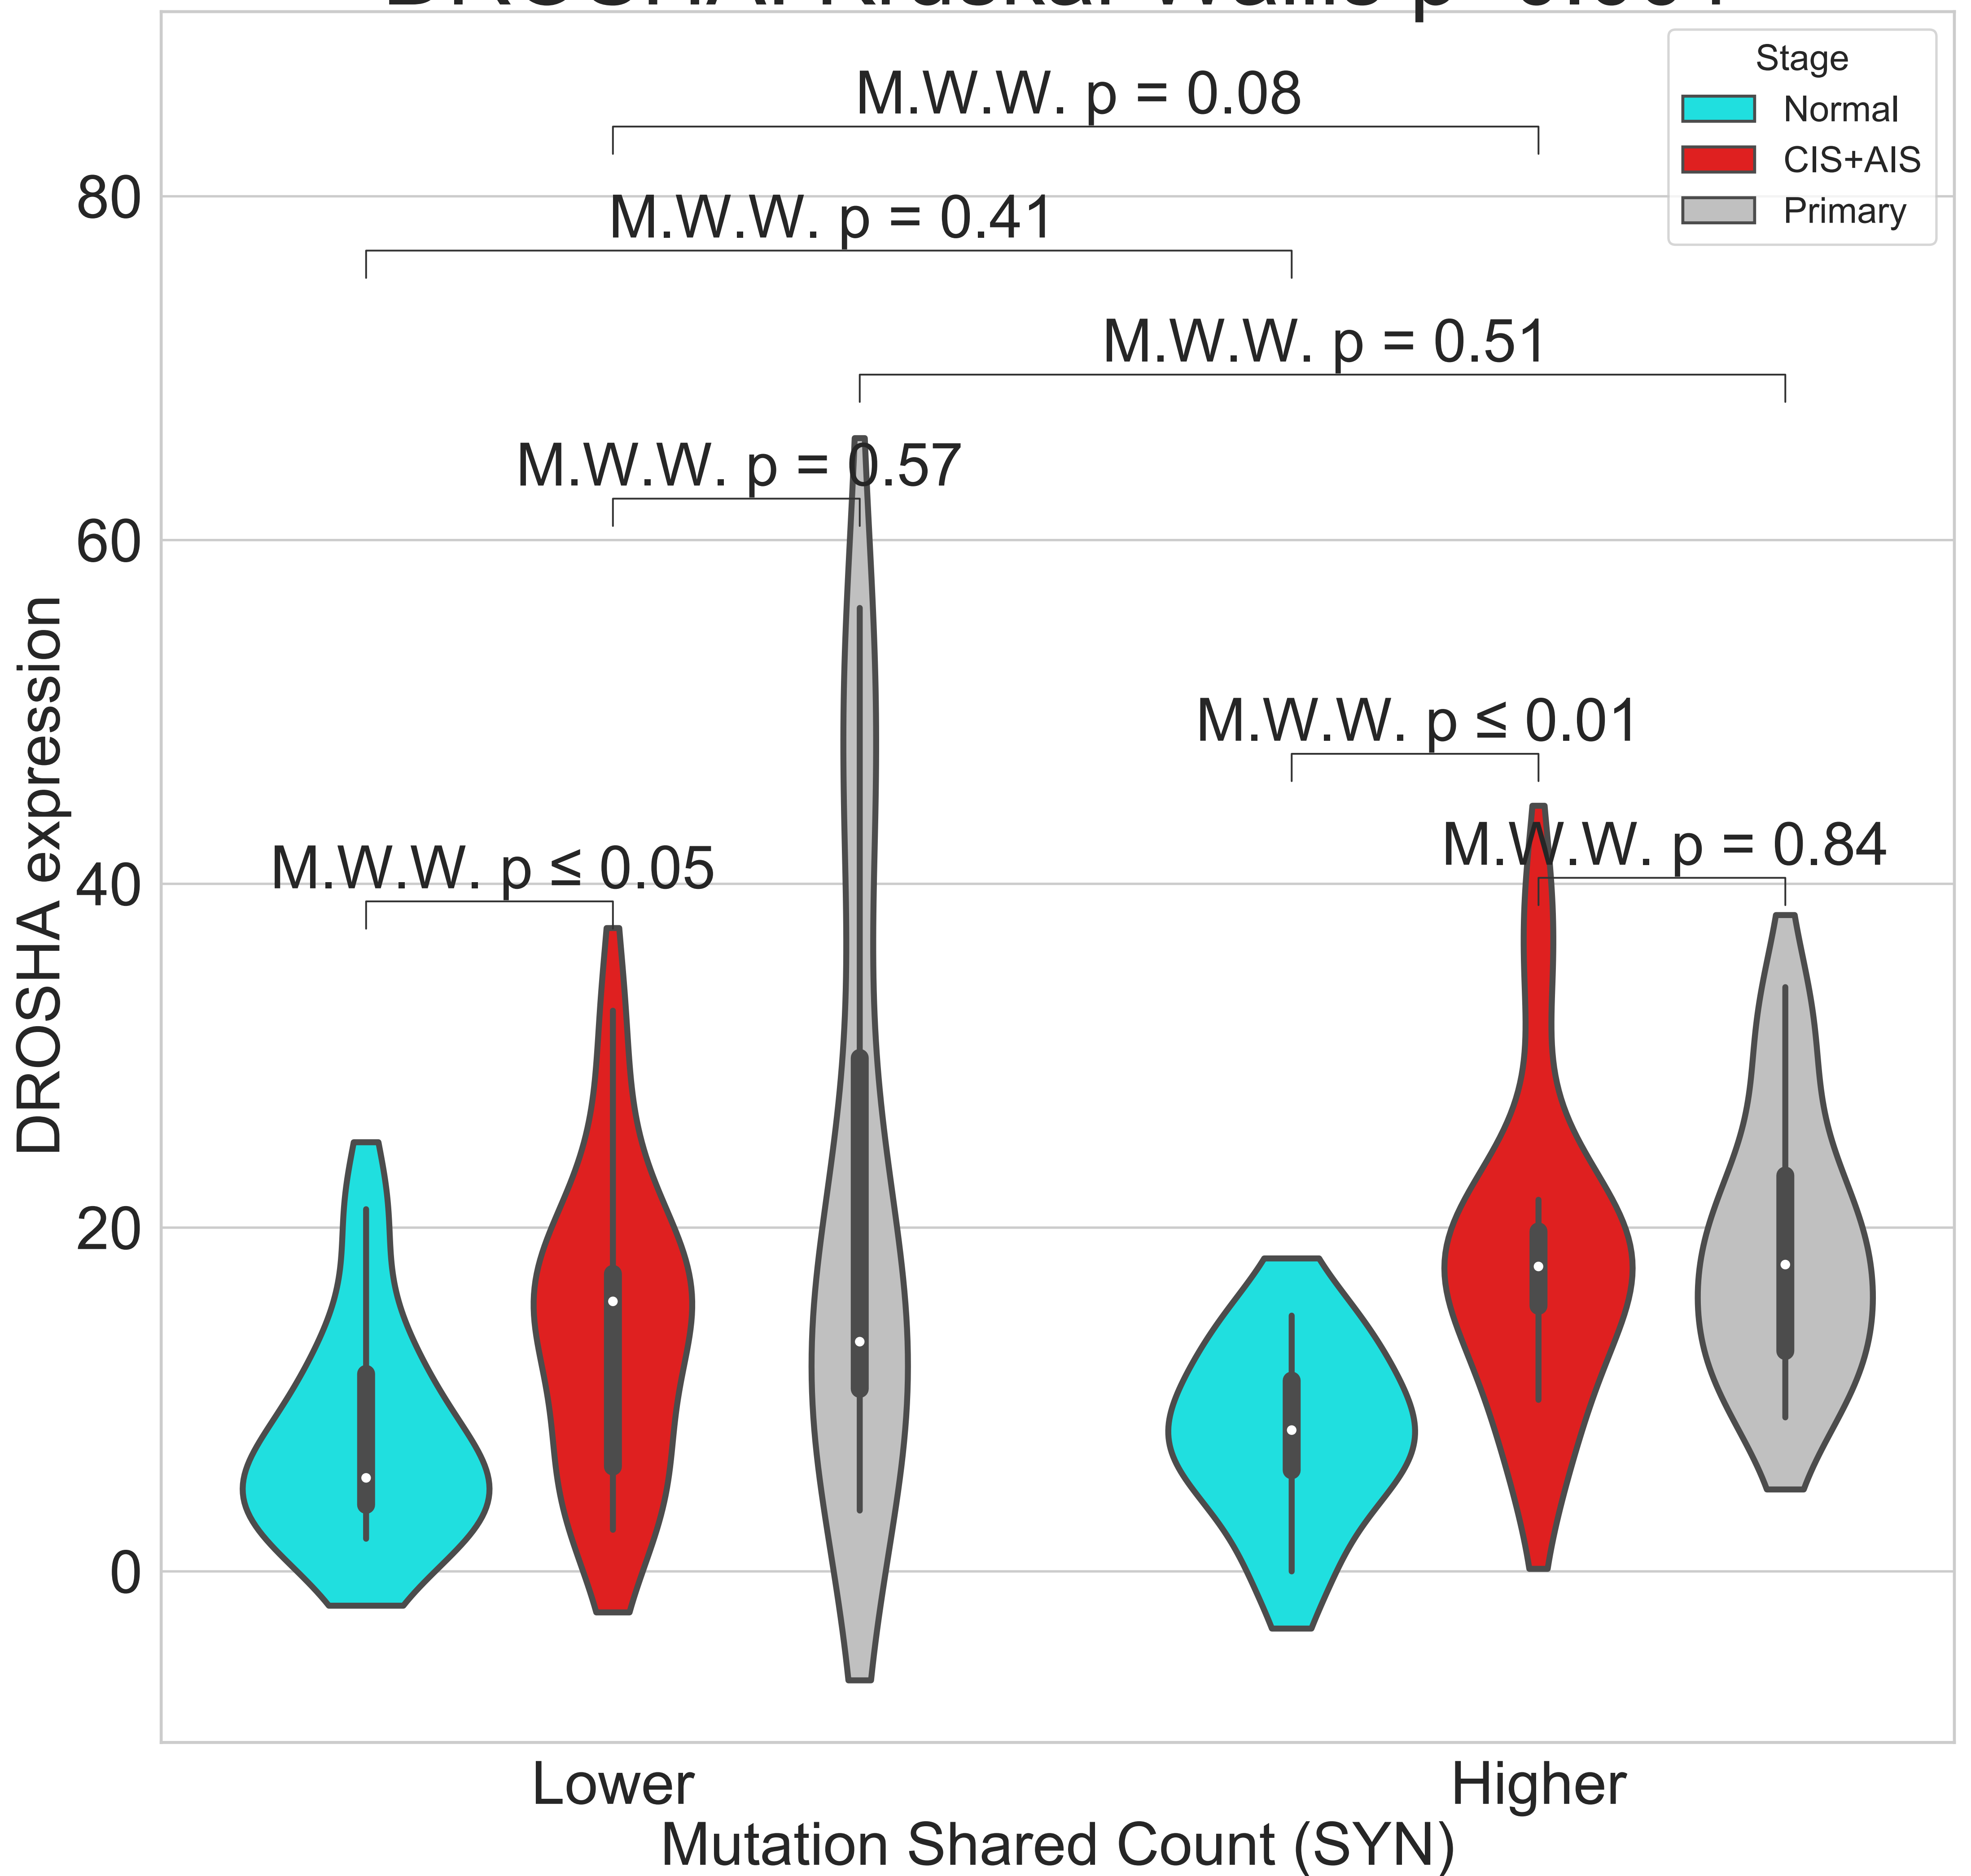 Stage
Normal
CIS+AIS
Primary
M.W.W. p = 0.08
M.W.W. p = 0.41
M.W.W. p = 0.51
M.W.W. p = 0.57
M.W.W. p ≤ 0.01
M.W.W. p = 0.84
M.W.W. p ≤ 0.05
80
60
40
20
0
DROSHA expression
Lower
Higher
Mutation Shared Count (SYN)